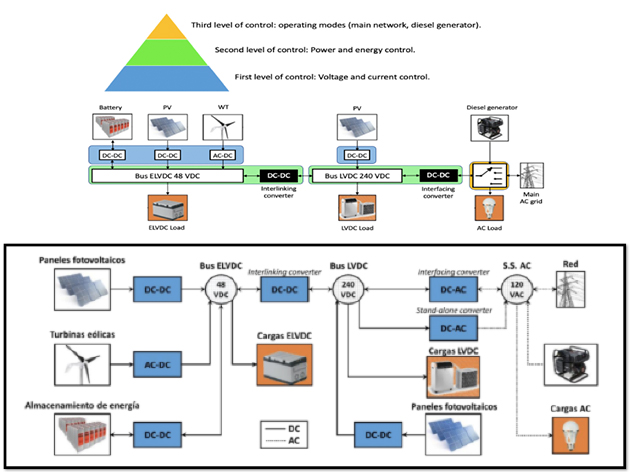 Third level of control: operating modes (main network, diesel generator).
Second level of control: Power and energy control.
First level of control: Voltage and current control.
Battery
PV
WT
PV
Diesel generator
DC-DC
DC-DC
AC-DC
DC-DC
Bus ELVDC 48 VDC
DC-DC
Bus LVDC 240 VDC
DC-DC
Interlinking
converter
Interfacing
converter
Main
AC grid
ELVDC Load
LVDC Load
AC Load
Paneles fotovoltaicos
Bus ELVDC
Interlinking converter
Bus LVDC
interfacing converter
S.S. AC
Red
DC-DC
48
VDC
DC-DC
240
VDC
DC-AC
120
VAC
Stand-alone converter
DC-AC
Turbinas eólicas
Cargas ELVDC
AC-DC
Cargas LVDC
Almacenamiento de energía
Paneles fotovoltaicos
Cargas AC
DC-DC
DC
AC
DC-DC